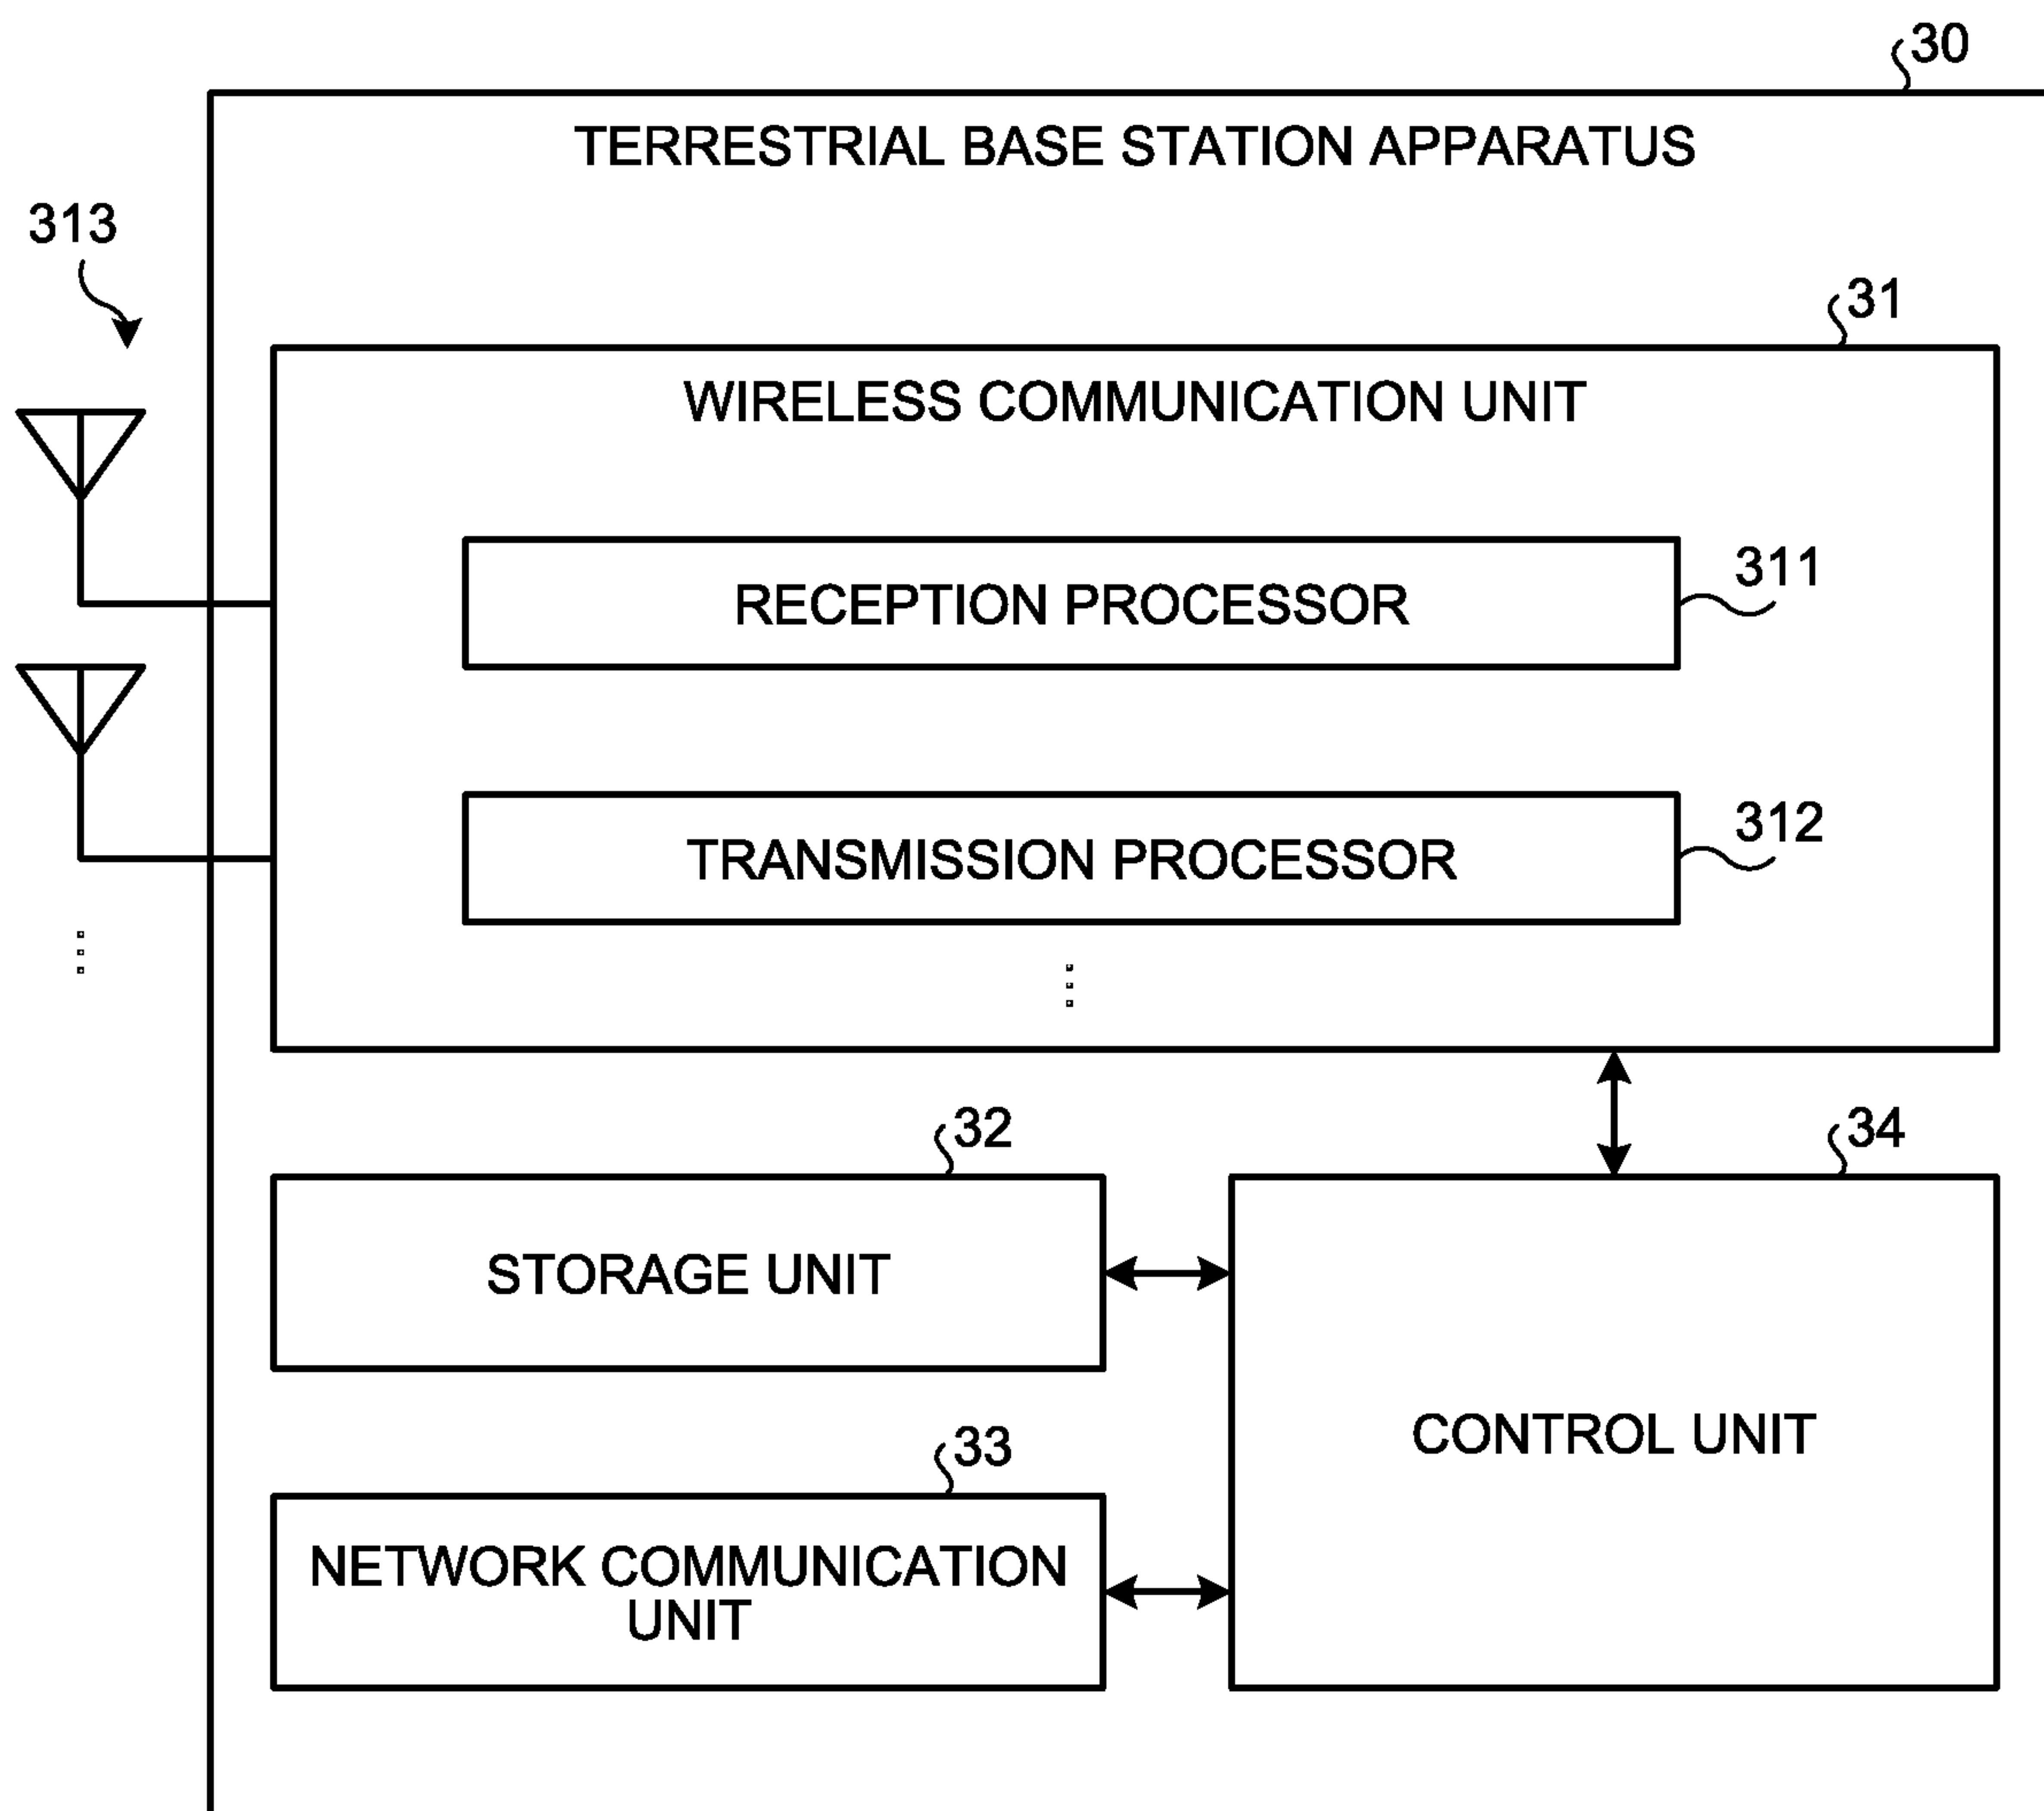 30
TERRESTRIAL BASE STATION APPARATUS
313
31
WIRELESS COMMUNICATION UNIT
311
RECEPTION PROCESSOR
312
TRANSMISSION PROCESSOR
32
34
STORAGE UNIT
CONTROL UNIT
33
NETWORK COMMUNICATION
UNIT